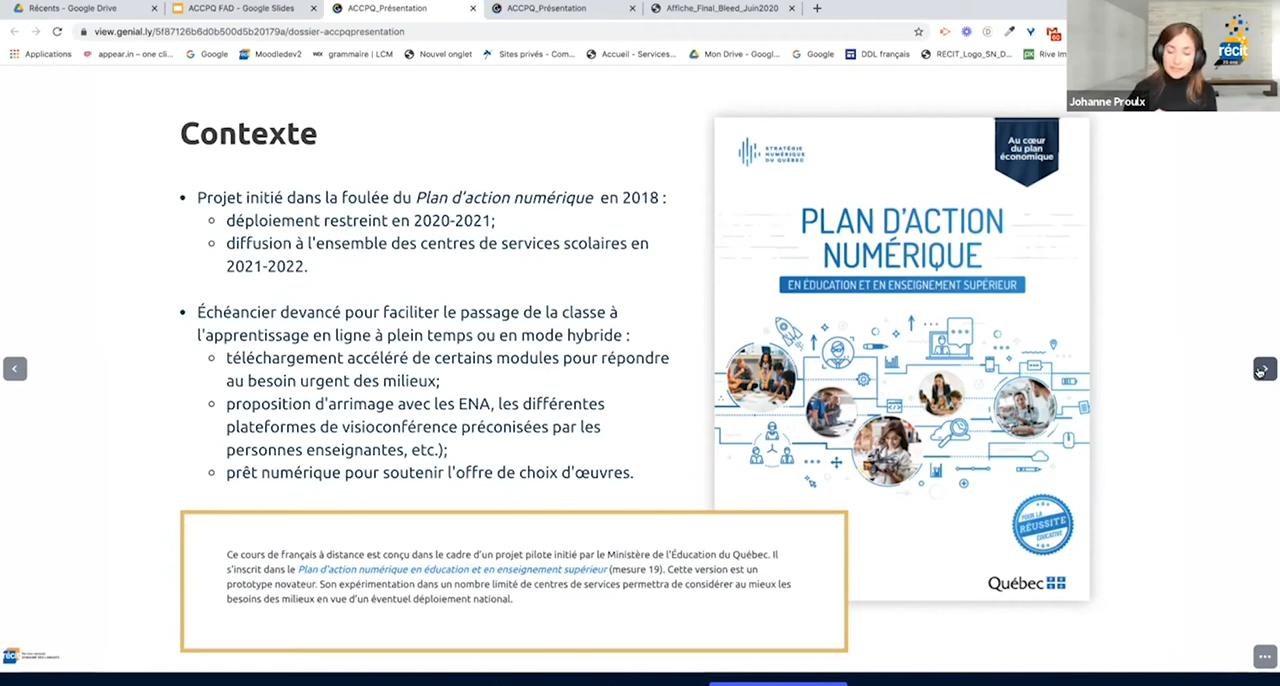 Récents - Google Drive
ACCPQ FAD - Google Slides
ACCPQ_Présentation
ACCPQ_Présentation
Affiche_Final_Bleed_Juin2020
view.genial.ly/5f87126b6d0b500d5b20179a/dossier-accpqpresentation
Applications
appear.in – one cli...
Google
Moodledev2
grammaire | LCM
Nouvel onglet
Sites privés - Com...
Accueil - Services...
Mon Drive - Googl...
Google
DDL français
RECIT_Logo_SN_D...
Rive Im
récit
Johanne Proulx
Contexte
• Projet initié dans la foulée du Plan d'action numérique en 2018 :
déploiement restreint en 2020-2021;
diffusion à l'ensemble des centres de services scolaires en
2021-2022.
• Échéancier devancé pour faciliter le passage de la classe à
l'apprentissage en ligne à plein temps ou en mode hybride :
téléchargement accéléré de certains modules pour répondre
au besoin urgent des milieux;
proposition d'arrimage avec les ENA, les différentes
plateformes de visioconférence préconisées par les
personnes enseignantes, etc.);
prêt numérique pour soutenir l'offre de choix d'œuvres.
STRATÉGIE
NUMÉRIQUE
DU QUÉBEC
Au cœur
du plan
économique
PLAN D'ACTION
NUMÉRIQUE
EN ÉDUCATION ET EN ENSEIGNEMENT SUPÉRIEUR
POUR LA
RÉUSSITE
ÉDUCATIVE
Québec
Ce cours de français à distance est conçu dans le cadre d'un projet pilote initié par le Ministère de l'Éducation du Québec. Il
s'inscrit dans le Plan d'action numérique en éducation et en enseignement supérieur (mesure 19). Cette version est un
prototype novateur. Son expérimentation dans un nombre limité de centres de services permettra de considérer au mieux les
besoins des milieux en vue d'un éventuel déploiement national.
récit